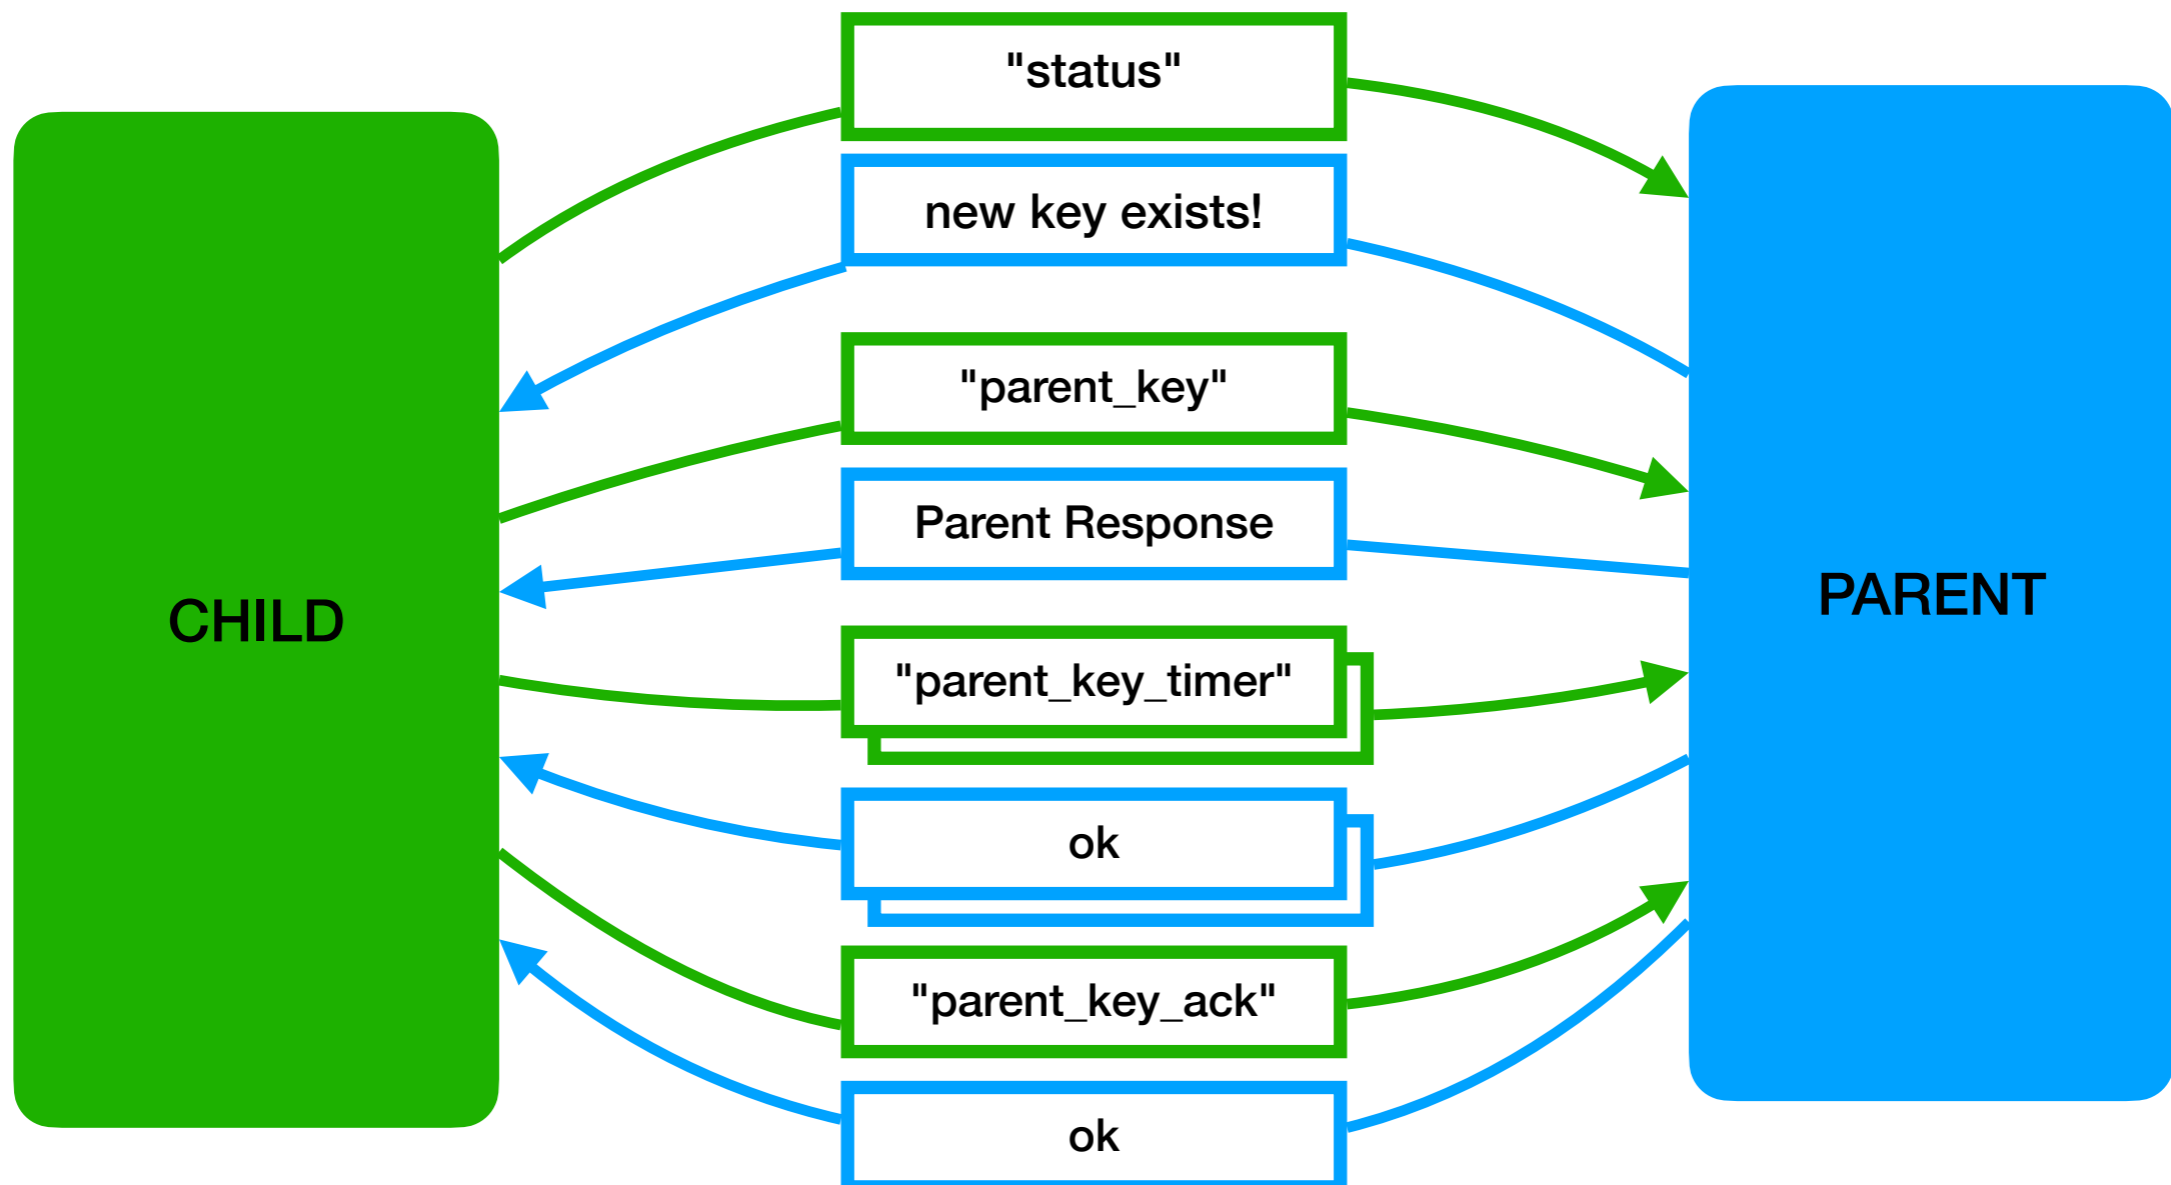 "status"
new key exists!
"parent_key"
Parent Response
CHILD
PARENT
"parent_key_timer"
ok
"parent_key_ack"
ok